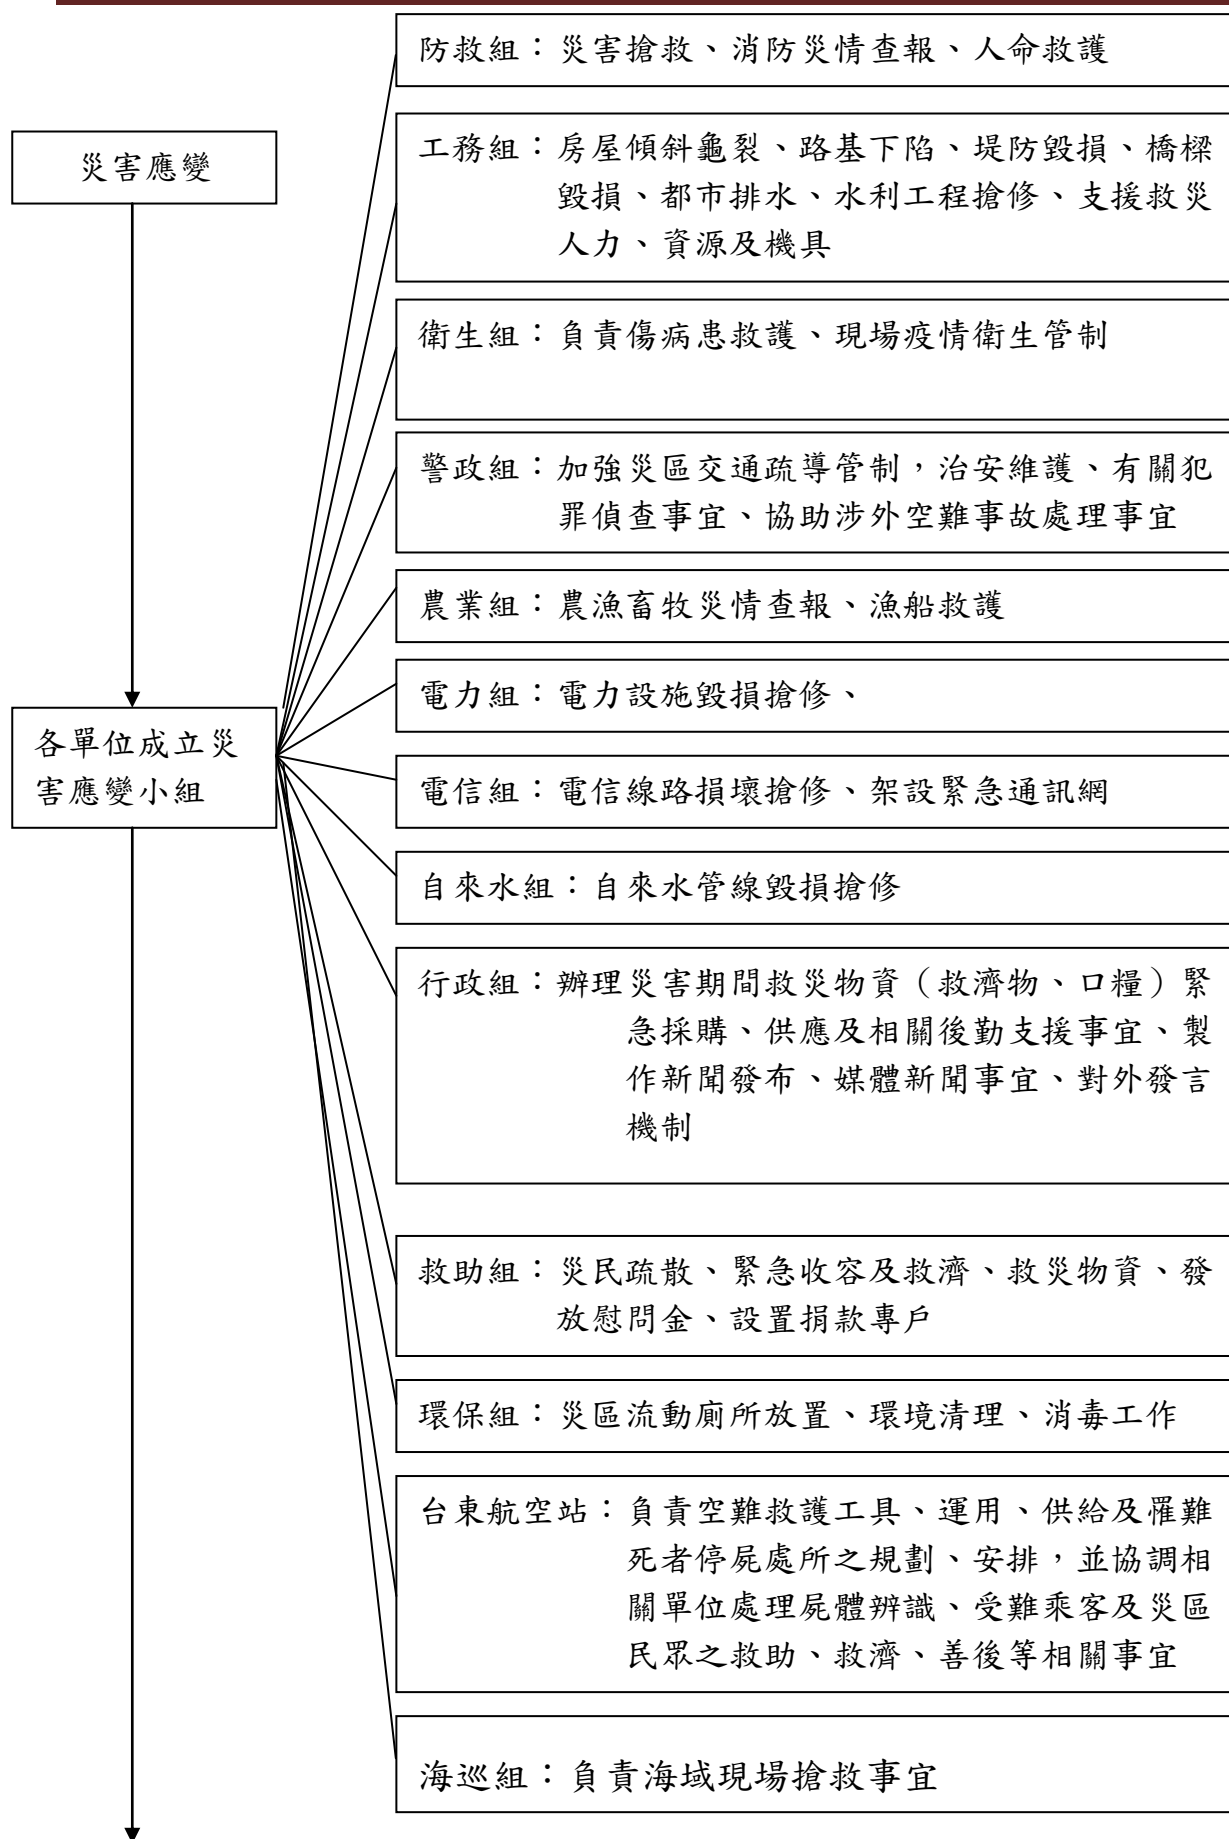 防救組：災害搶救、消防災情查報、人命救護
災害應變
工務組：房屋傾斜龜裂、路基下陷、堤防毀損、橋樑
毀損、都市排水、水利工程搶修、支援救災
人力、資源及機具
衛生組：負責傷病患救護、現場疫情衛生管制
警政組：加強災區交通疏導管制，治安維護、有關犯
罪偵查事宜、協助涉外空難事故處理事宜
農業組：農漁畜牧災情查報、漁船救護
電力組：電力設施毀損搶修、
各單位成立災
害應變小組
電信組：電信線路損壞搶修、架設緊急通訊網
自來水組：自來水管線毀損搶修
行政組：辦理災害期間救災物資（救濟物、口糧）緊
急採購、供應及相關後勤支援事宜、製
作新聞發布、媒體新聞事宜、對外發言
機制
救助組：災民疏散、緊急收容及救濟、救災物資、發
放慰問金、設置捐款專戶
環保組：災區流動廁所放置、環境清理、消毒工作
台東航空站：負責空難救護工具、運用、供給及罹難
死者停屍處所之規劃、安排，並協調相
關單位處理屍體辨識、受難乘客及災區
民眾之救助、救濟、善後等相關事宜
海巡組：負責海域現場搶救事宜